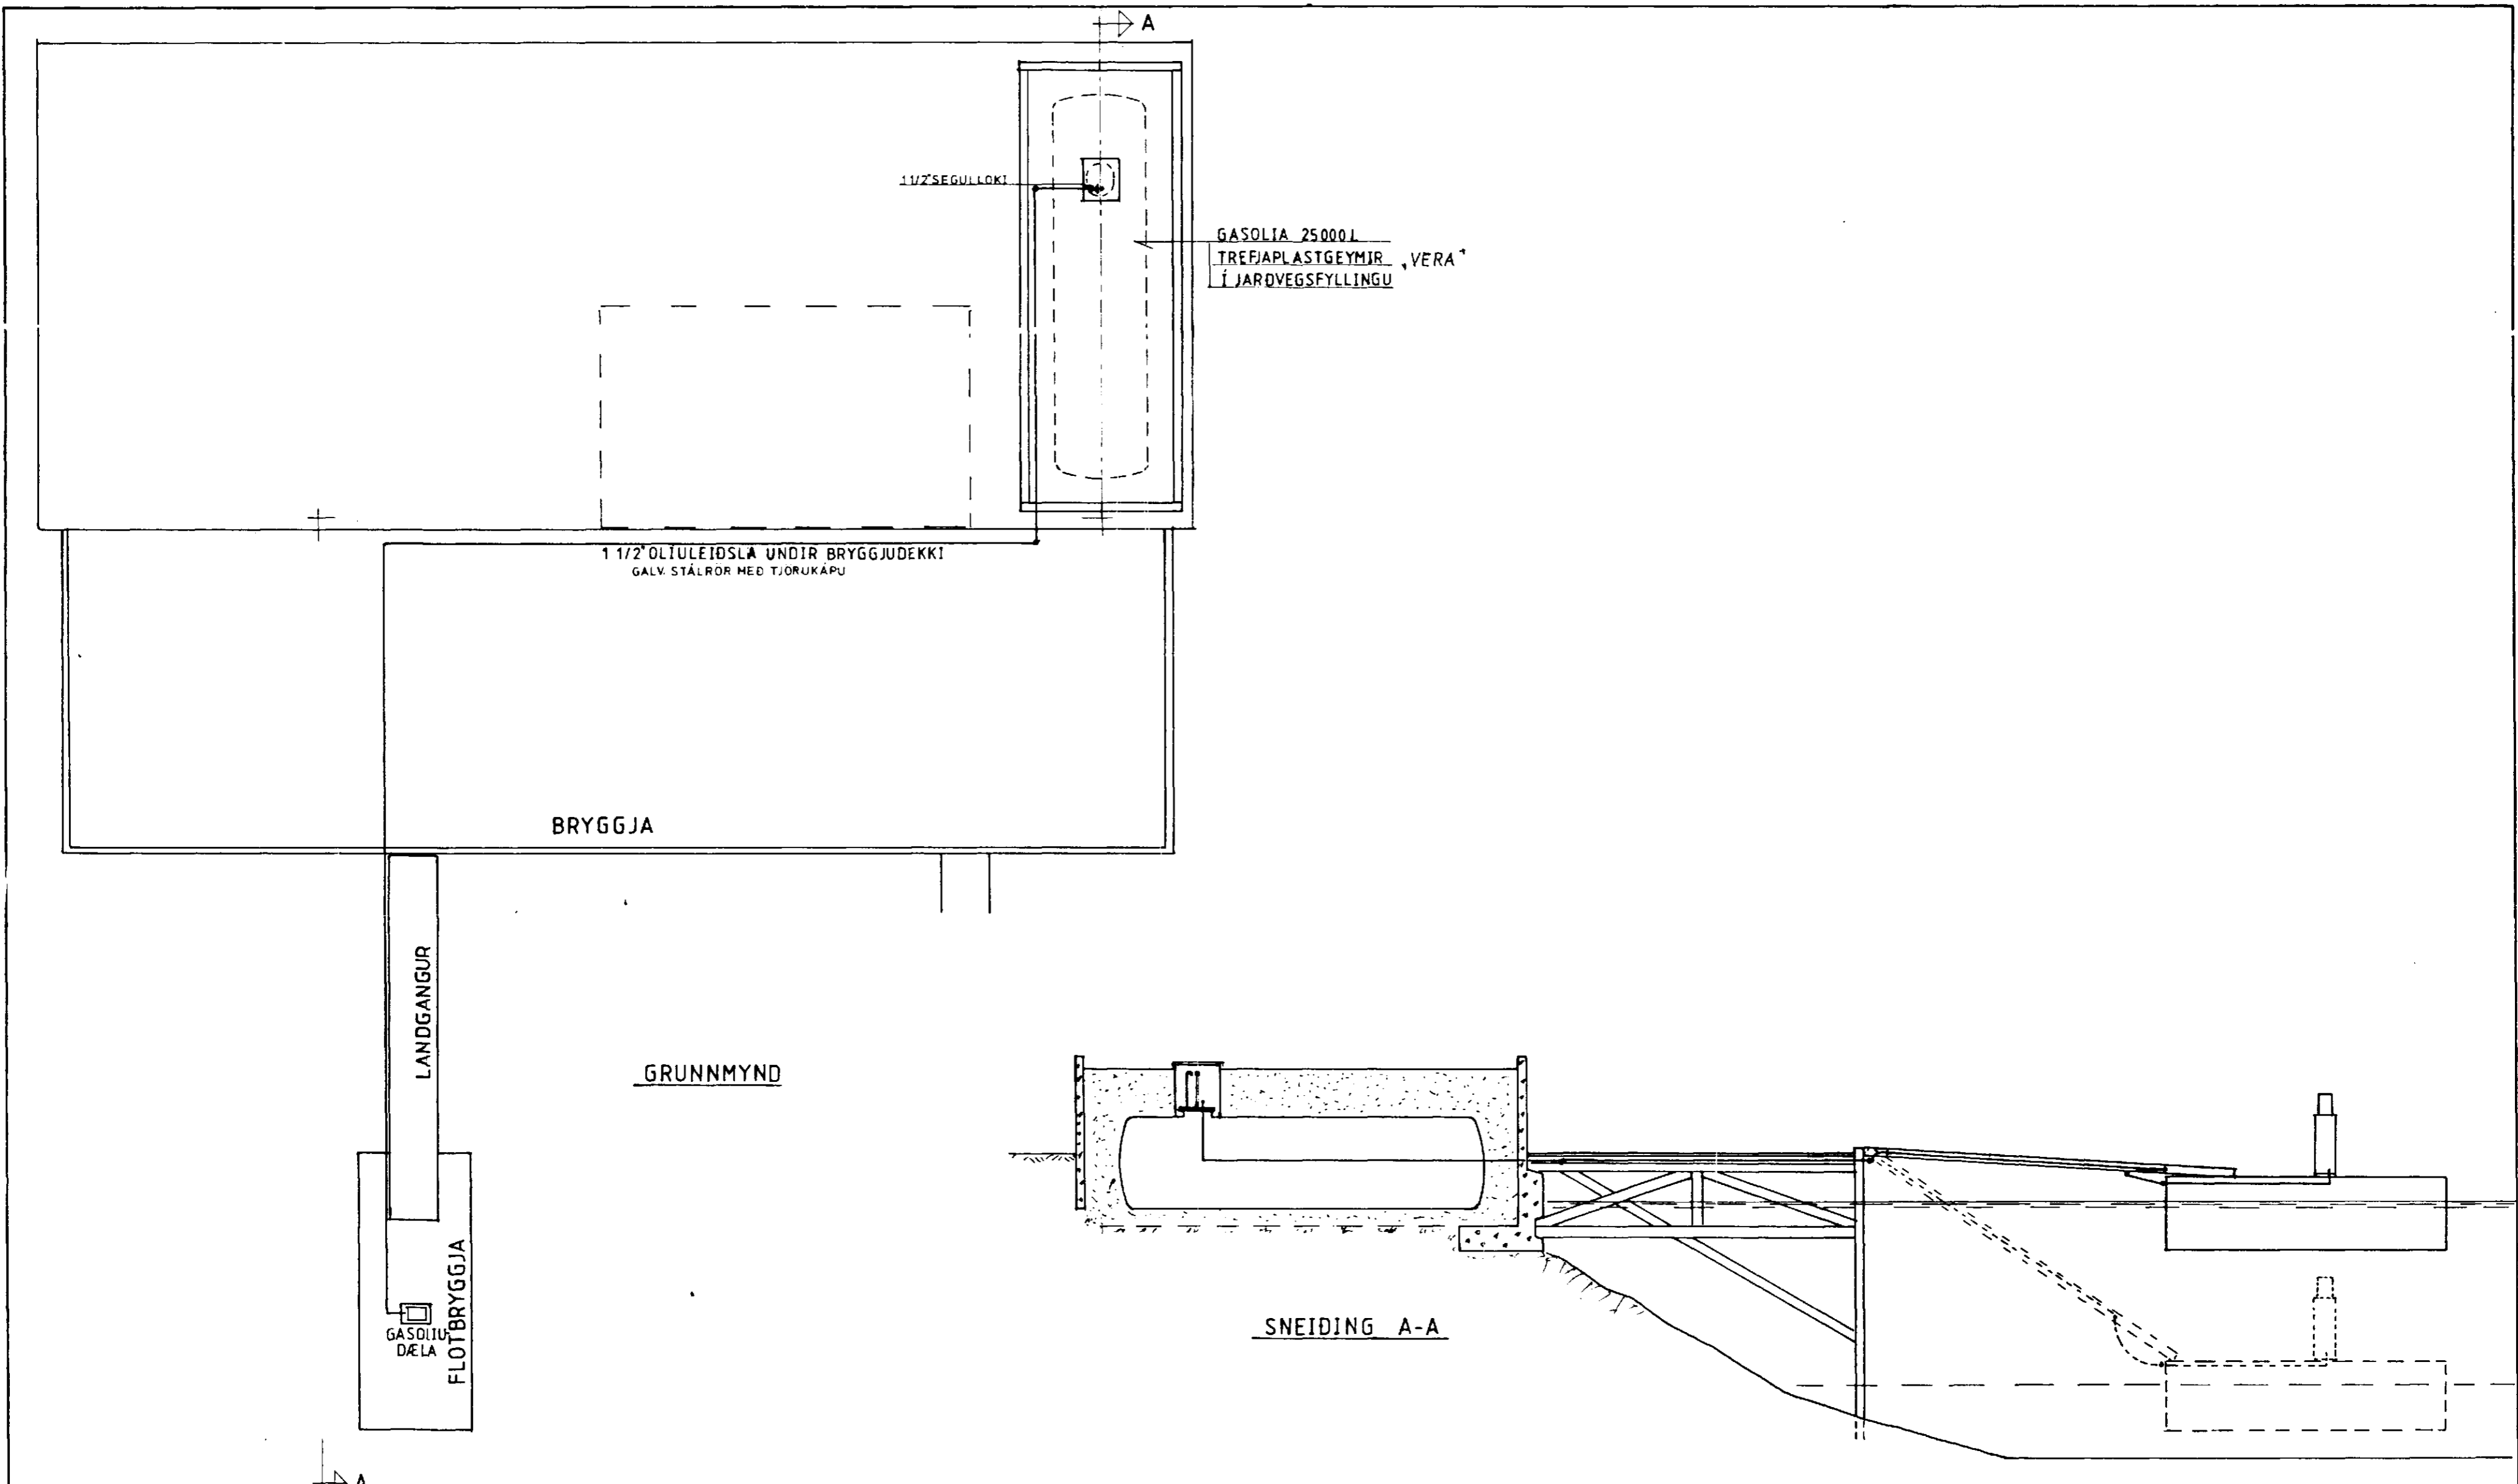 A
1 1/2" SEGULLOKI
GASOLIA 25000 L
TREFJAPLASTGEYMIR „VERA"
Í JARÐVEGSFYLLINGU
1 1/2" OLÍULEIÐSLA UNDIR BRYGGJUDEKKI
GALV. STÁLRÖR MEÐ TJÖRUKÁPU
BRYGGJA
LANDGANGUR
GRUNNMYND
FLOTBRYGGJA
GASOLIU-
DÆLA
SNEIÐING A-A
A